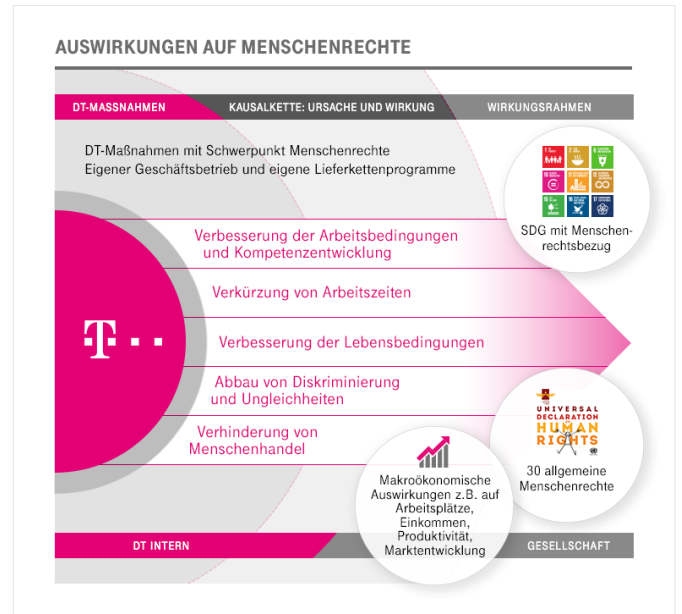 AUSWIRKUNGEN AUF MENSCHENRECHTE
DT-MASSNAHMEN
KAUSALKETTE: URSACHE UND WIRKUNG
WIRKUNGSRAHMEN
DT-Maßnahmen mit Schwerpunkt Menschenrechte
Eigener Geschäftsbetrieb und eigene Lieferkettenprogramme
SDG mit Menschen-
rechtsbezug
Verbesserung der Arbeitsbedingungen
und Kompetenzentwicklung
Verkürzung von Arbeitszeiten
T
Verbesserung der Lebensbedingungen
Abbau von Diskriminierung
und Ungleichheiten
Verhinderung von
Menschenhandel
UNIVERSAL
DECLARATION
OF
HUMAN
RIGHTS
30 allgemeine
Menschenrechte
Makroökonomische
Auswirkungen z.B. auf
Arbeitsplätze,
Einkommen,
Produktivität,
Marktentwicklung
DT INTERN
GESELLSCHAFT